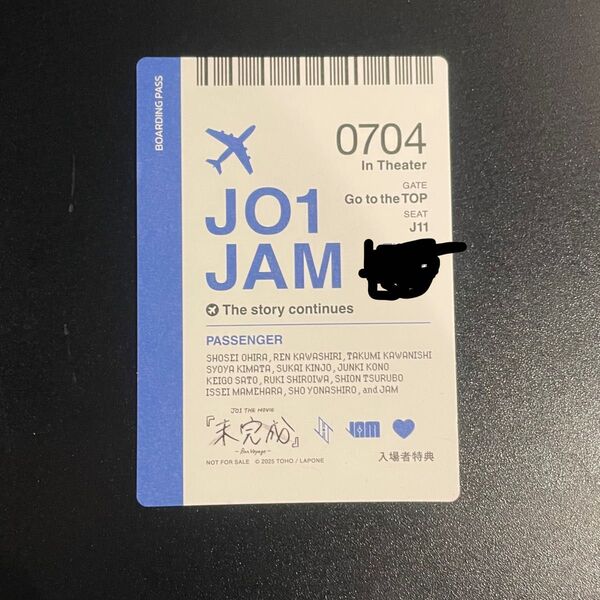 BOARDING PASS
0704
In Theater
GATE
Go to the TOP
SEAT
J11
JO1
JAM
The story continues
PASSENGER
SHOSEI OHIRA, REN KAWASHIRI, TAKUMI KAWANISHI
SYOYA KIMATA, SUKAI KINJO, JUNKI KONO
KEIGO SATO, RUKI SHIROIWA, SHION TSURUBO
ISSEI MAMEHARA, SHO YONASHIRO, and JAM
JO1 THE MOVIE
『未完成』
~Bon Voyage~
JAM
NOT FOR SALE © 2025 TOHO / LAPONE
入場者特典